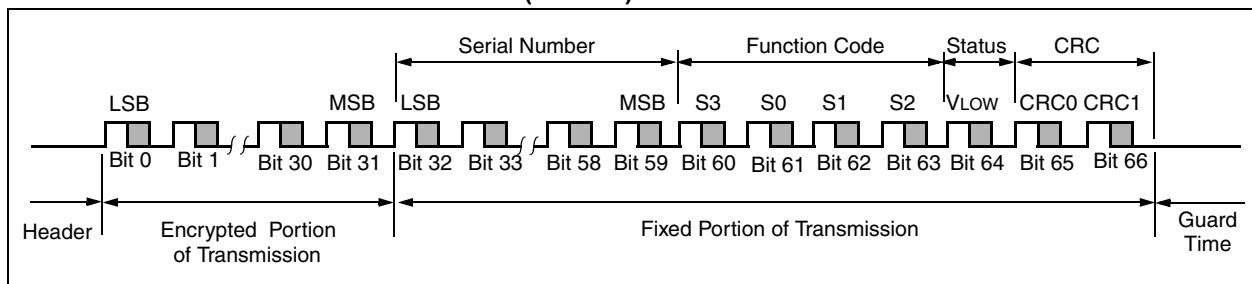 Serial Number Function Code Status CRC
LSB MSB LSB MSB S3 S0 S1 S2 VLOW CRC0 CRC1
Bit 0 Bit 1 Bit 30 Bit 31 Bit 32 Bit 33 Bit 58 Bit 59 Bit 60 Bit 61 Bit 62 Bit 63 Bit 64 Bit 65 Bit 66
Header Encrypted Portion Fixed Portion of Transmission Guard
of Transmission Time